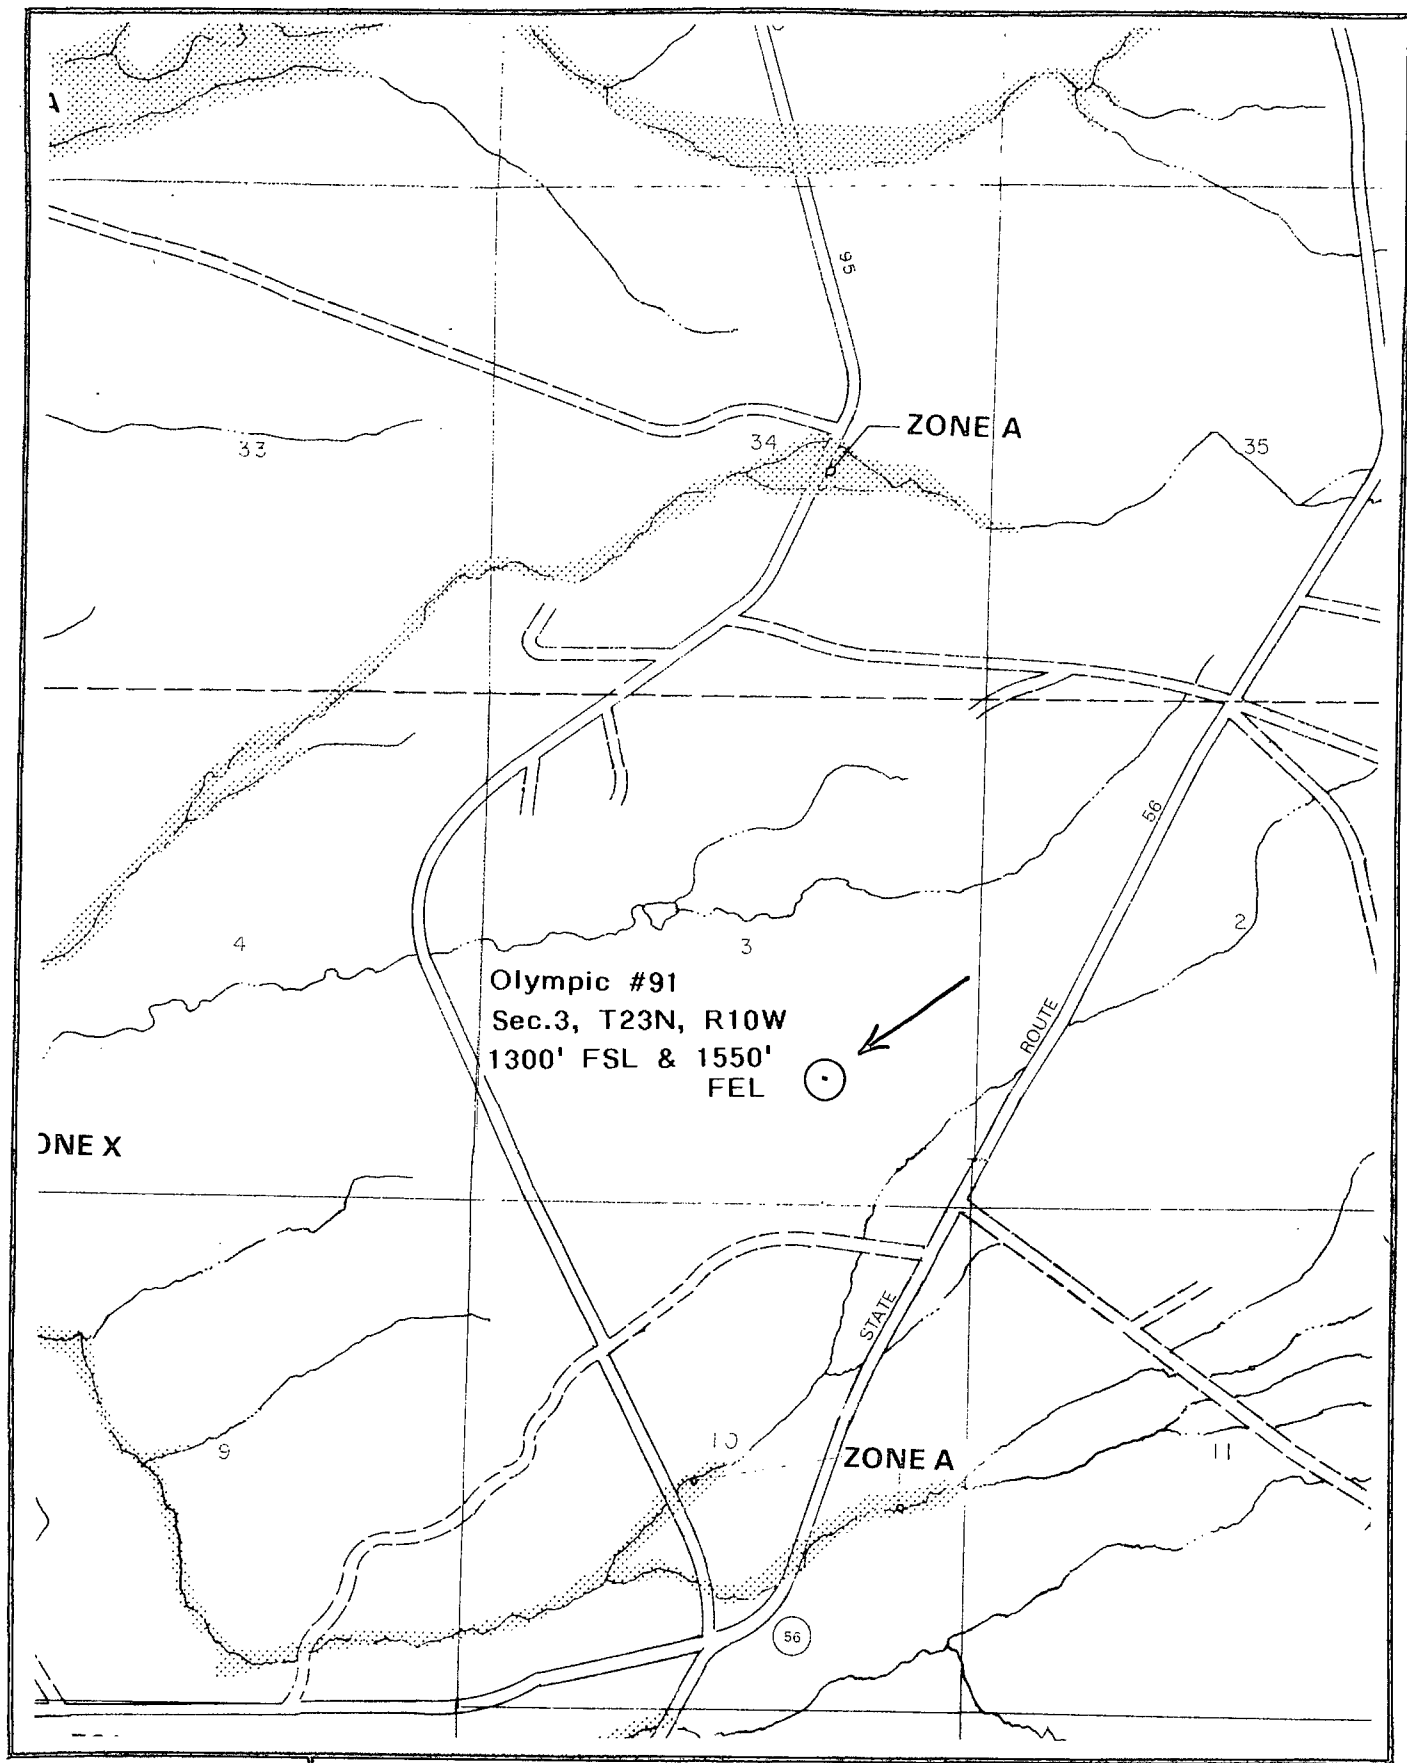 A
95
ZONE A
33
34
35
56
4
3
2
Olympic #91
Sec.3, T23N, R10W
1300' FSL & 1550'
FEL
ROUTE
ONE X
STATE
9
10
ZONE A
11
56